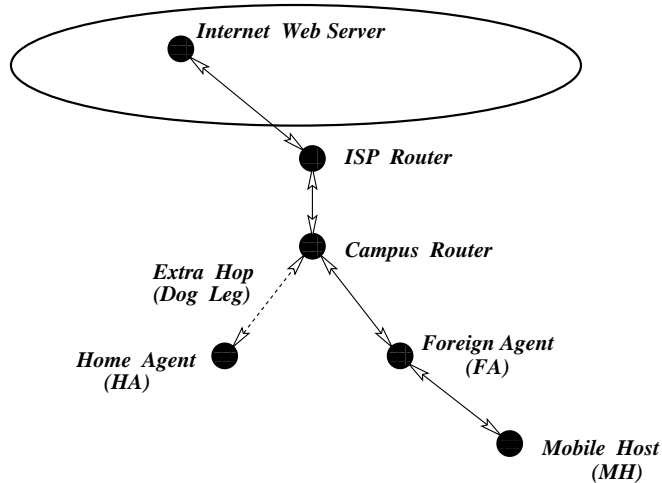 Internet Web Server
ISP Router
Campus Router
Extra Hop
(Dog Leg)
Home Agent
(HA)
Foreign Agent
(FA)
Mobile Host
(MH)